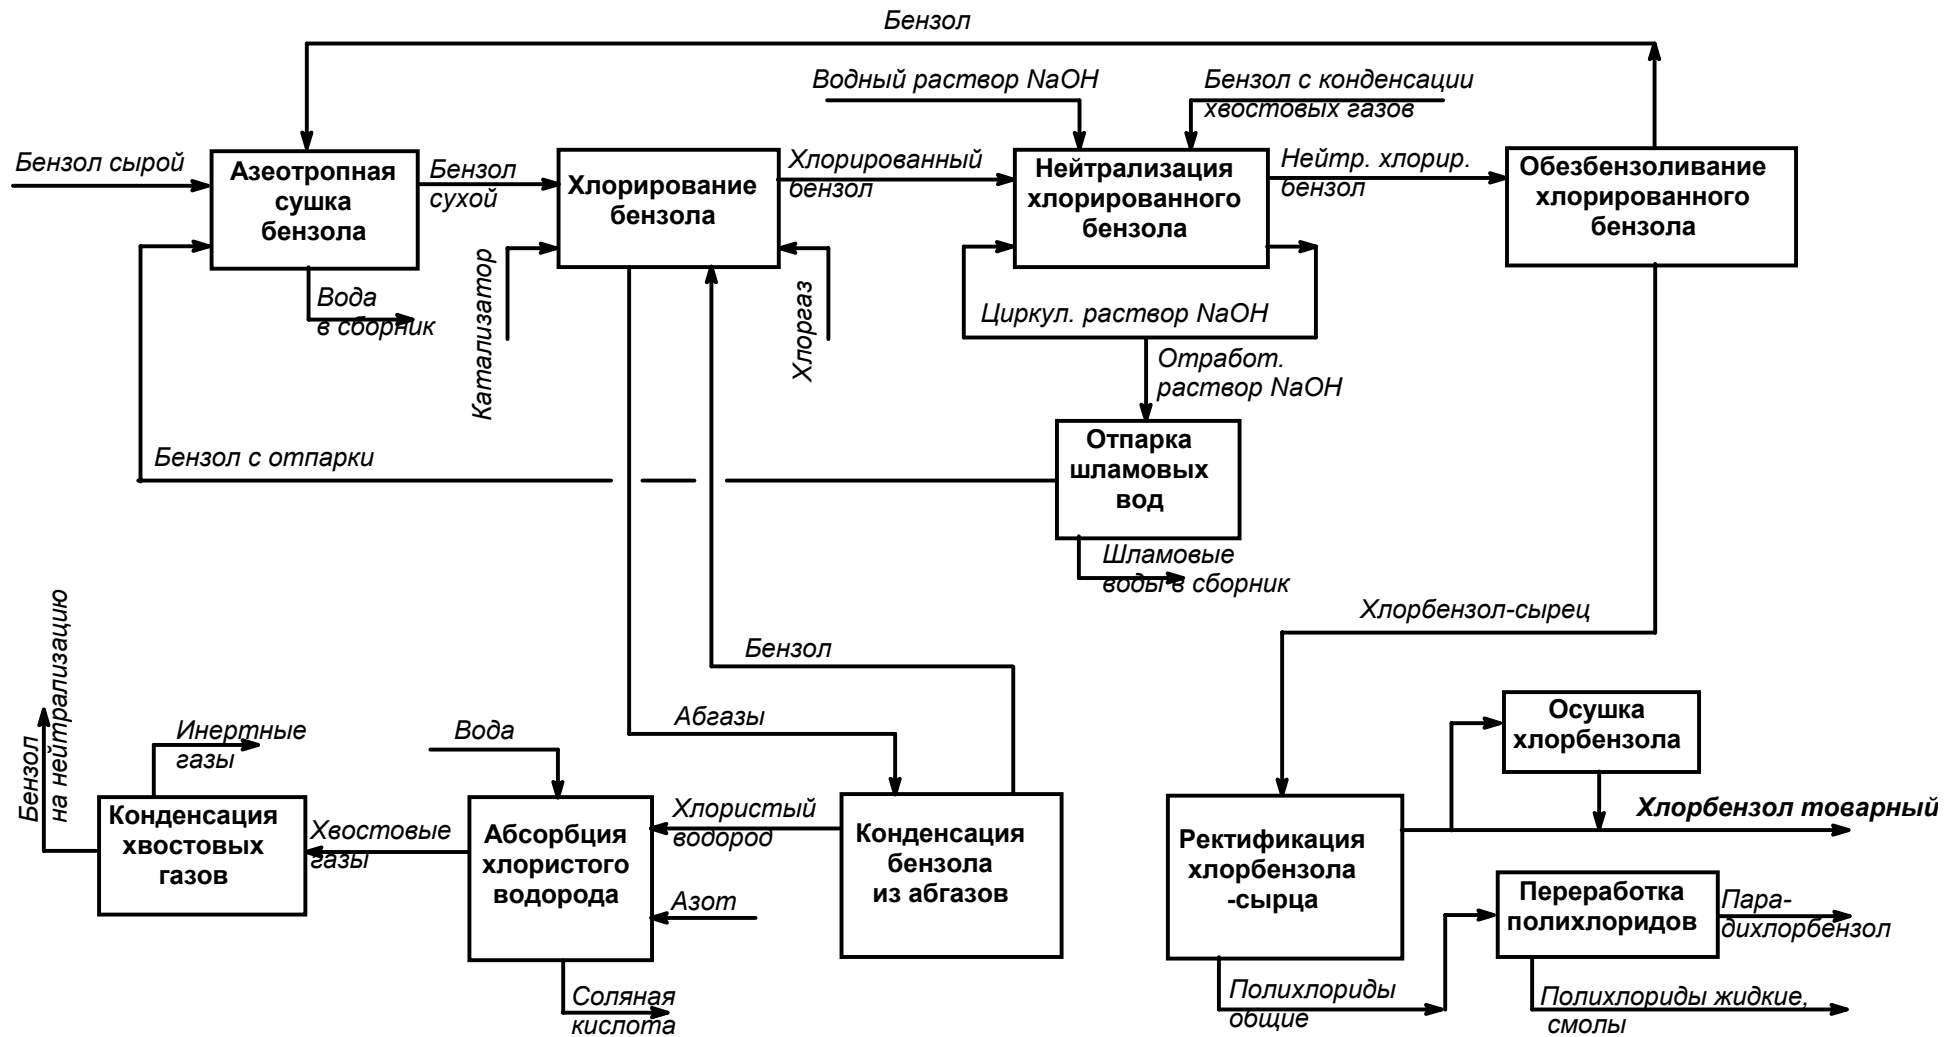 Бензол
Водный раствор NaOH
Бензол с конденсации
хвостовых газов
Бензол сырой
Азеотропная
сушка
бензола
Бензол
сухой
Хлорирование
бензола
Хлорированный
бензол
Нейтрализация
хлорированного
бензола
Нейтр. хлорир.
бензол
Обезбензоливание
хлорированного
бензола
Вода
в сборник
Катализатор
Хлоргаз
Циркул. раствор NaOH
Отработ.
раствор NaOH
Бензол с отпарки
Отпарка
шламовых
вод
Шламовые
воды в сборник
Хлорбензол-сырец
Бензол
Бензол
на нейтрализацию
Инертные
газы
Вода
Абгазы
Осушка
хлорбензола
Конденсация
хвостовых
газов
Хвостовые
газы
Абсорбция
хлористого
водорода
Хлористый
водород
Азот
Конденсация
бензола
из абгазов
Ректификация
хлорбензола
-сырца
Хлорбензол товарный
Переработка
полихлоридов
Пара-
дихлорбензол
Соляная
кислота
Полихлориды
общие
Полихлориды жидкие,
смолы